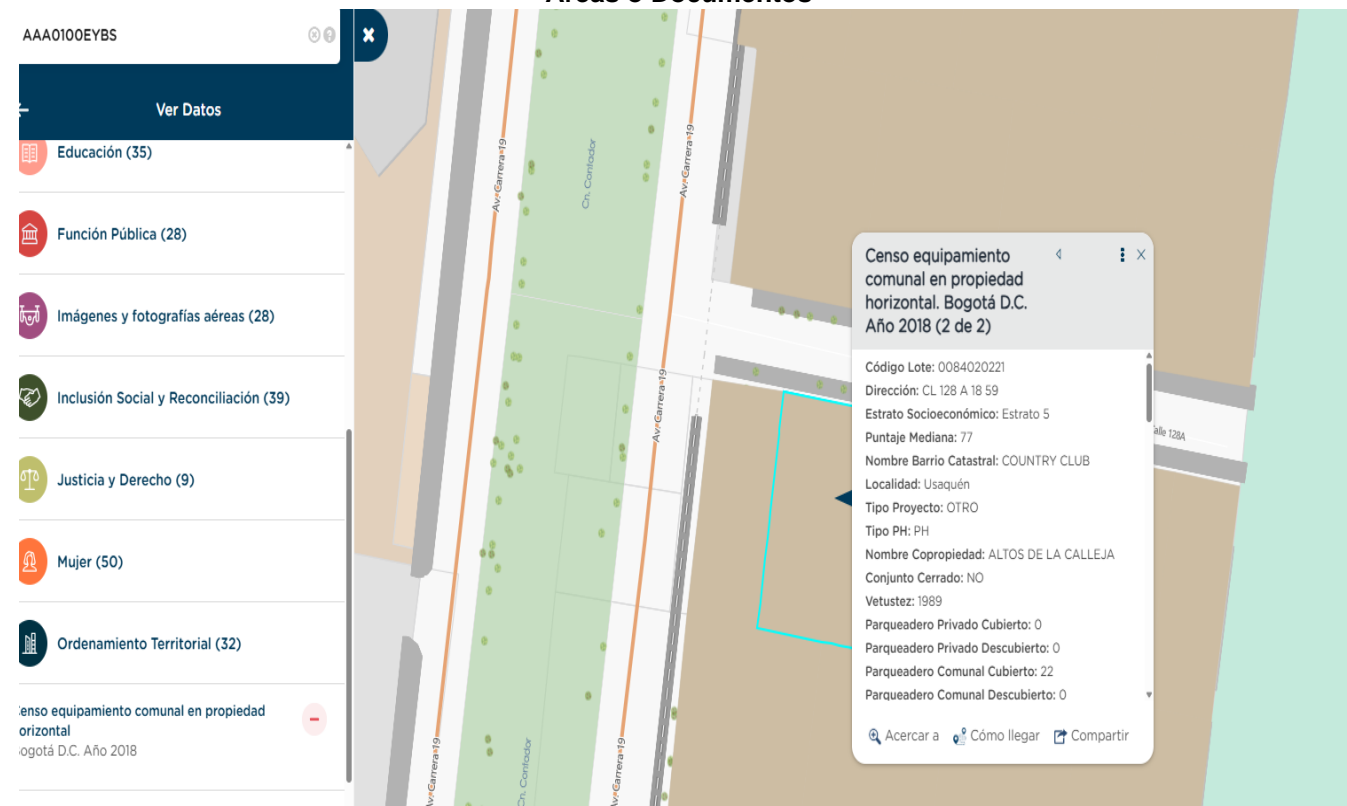 Áreas o Documentos
AAA0100EYBS
Ver Datos
Educación (35)
Función Pública (28)
Imágenes y fotografías aéreas (28)
Inclusión Social y Reconciliación (39)
Justicia y Derecho (9)
Mujer (50)
Ordenamiento Territorial (32)
enso equipamiento comunal en propiedad
orizontal
ogotá D.C. Año 2018
Av. Carrera 19
Cn. Contador
Av. Carrera 19
Av. Carrera 19
Av. Carrera 19
Cn. Contador
Av. Carrera 19
alle 128A
Censo equipamiento
comunal en propiedad
horizontal. Bogotá D.C.
Año 2018 (2 de 2)
Código Lote: 0084020221
Dirección: CL 128 A 18 59
Estrato Socioeconómico: Estrato 5
Puntaje Mediana: 77
Nombre Barrio Catastral: COUNTRY CLUB
Localidad: Usaquén
Tipo Proyecto: OTRO
Tipo PH: PH
Nombre Copropiedad: ALTOS DE LA CALLEJA
Conjunto Cerrado: NO
Vetustez: 1989
Parqueadero Privado Cubierto: 0
Parqueadero Privado Descubierto: 0
Parqueadero Comunal Cubierto: 22
Parqueadero Comunal Descubierto: 0
Acercar a Cómo llegar Compartir